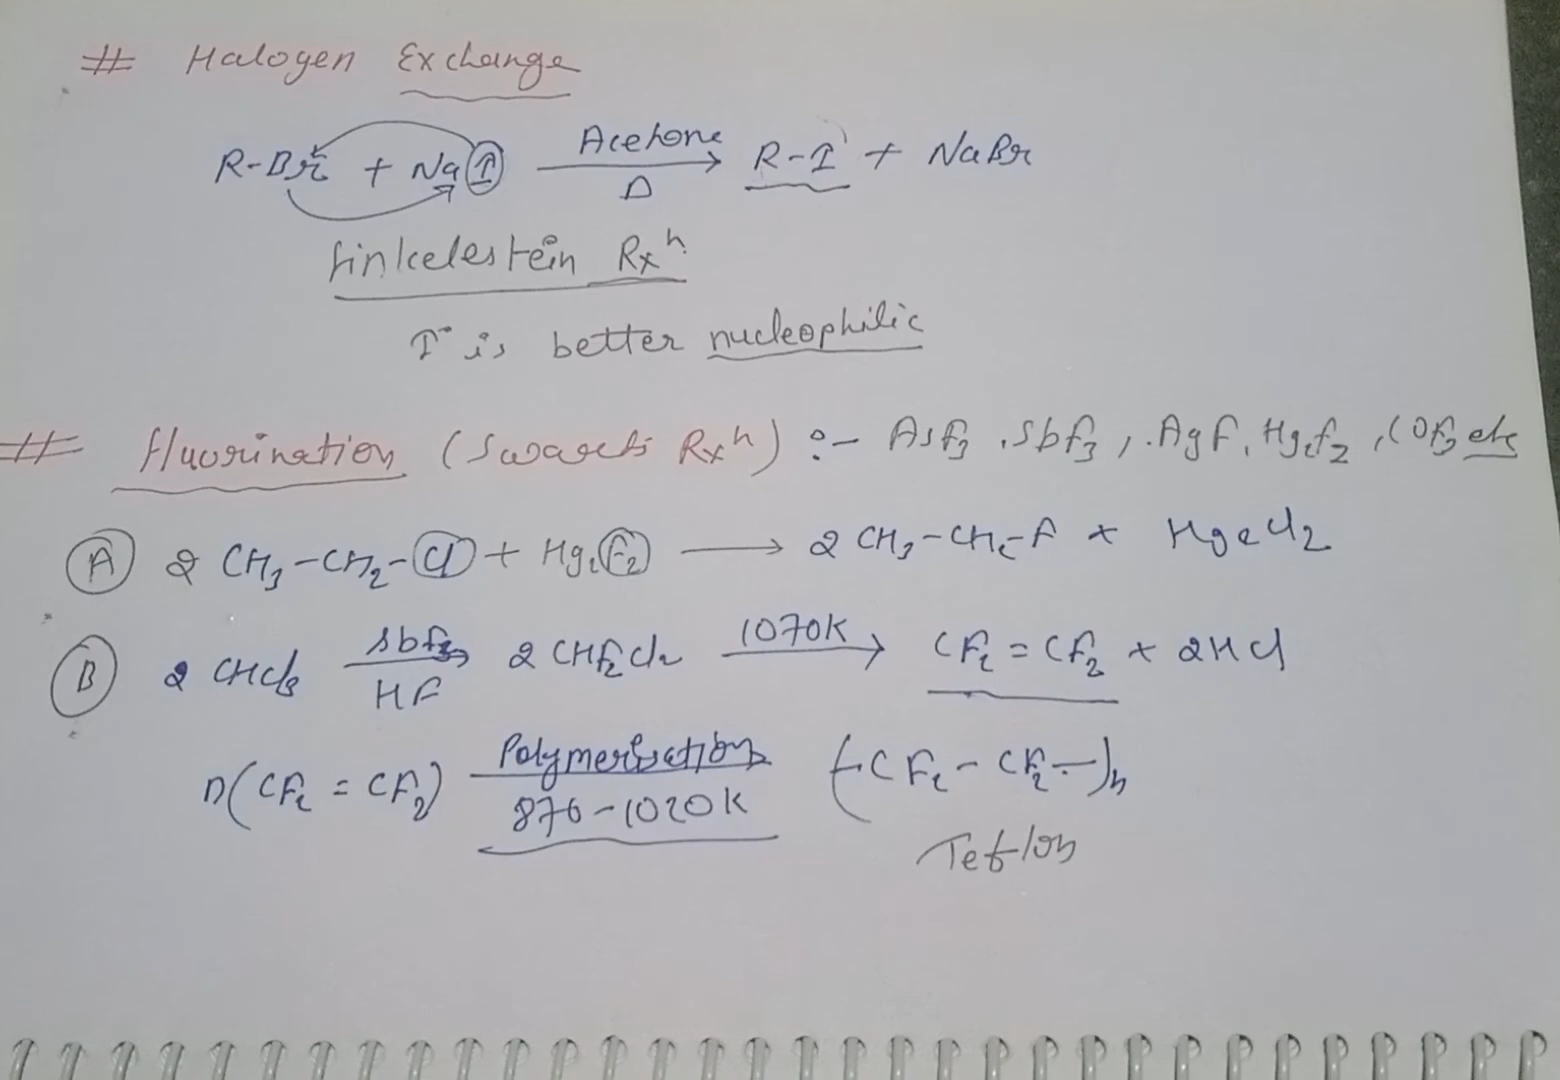 # Halogen Exchange
R-Br + NaI Acetone Δ → R-I + NaBr
Finkelestein Rxⁿ
I⁻ is better nucleophilic
# Fluorination (Swarts Rxⁿ) :- AsF₃, SbF₃, AgF, Hg₂F₂, COF₃ etc
(A) 2 CH₃-CH₂-Cl + Hg₂F₂ → 2 CH₃-CH₂-F + Hg₂Cl₂
(B) 2 CHCl₃ SbF₃ HF → 2 CHF₂Cl 1070K → CF₂=CF₂ + 2HCl
n(CF₂=CF₂) Polymerisation 870-1020K (-CF₂-CF₂-)n
Teflon